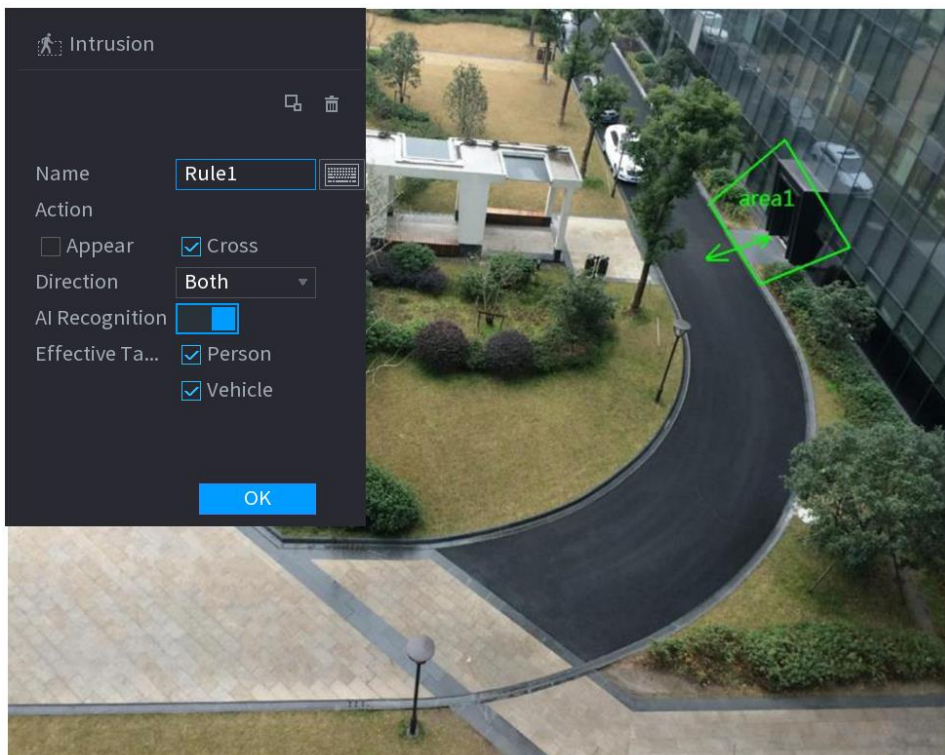 Intrusion
Name Rule1
Action
Appear Cross
Direction Both
AI Recognition
Effective Ta... Person
Vehicle
OK
area1